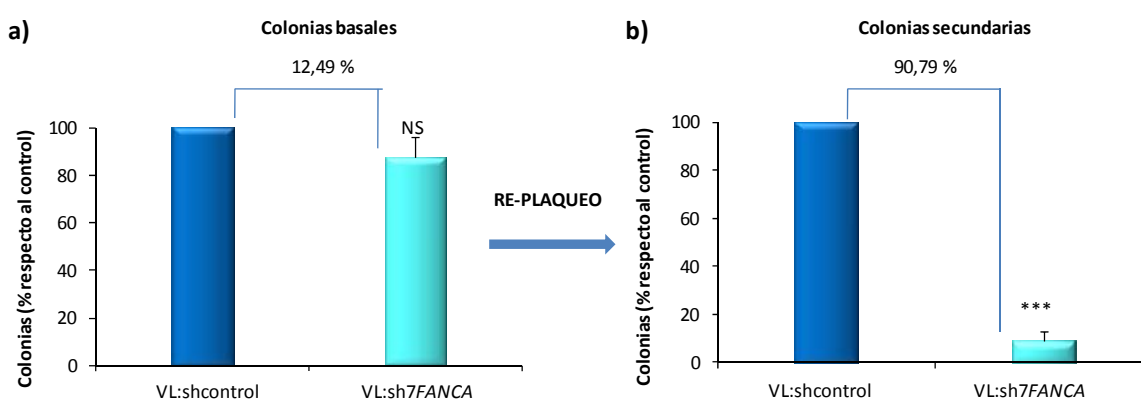 a)
Colonias basales
12,49 %
NS
Colonias (% respecto al control)
100
80
60
40
20
0
VL:shcontrol
VL:sh7FANCA
RE-PLAQUEO
b)
Colonias secundarias
90,79 %
***
Colonias (% respecto al control)
100
80
60
40
20
0
VL:shcontrol
VL:sh7FANCA